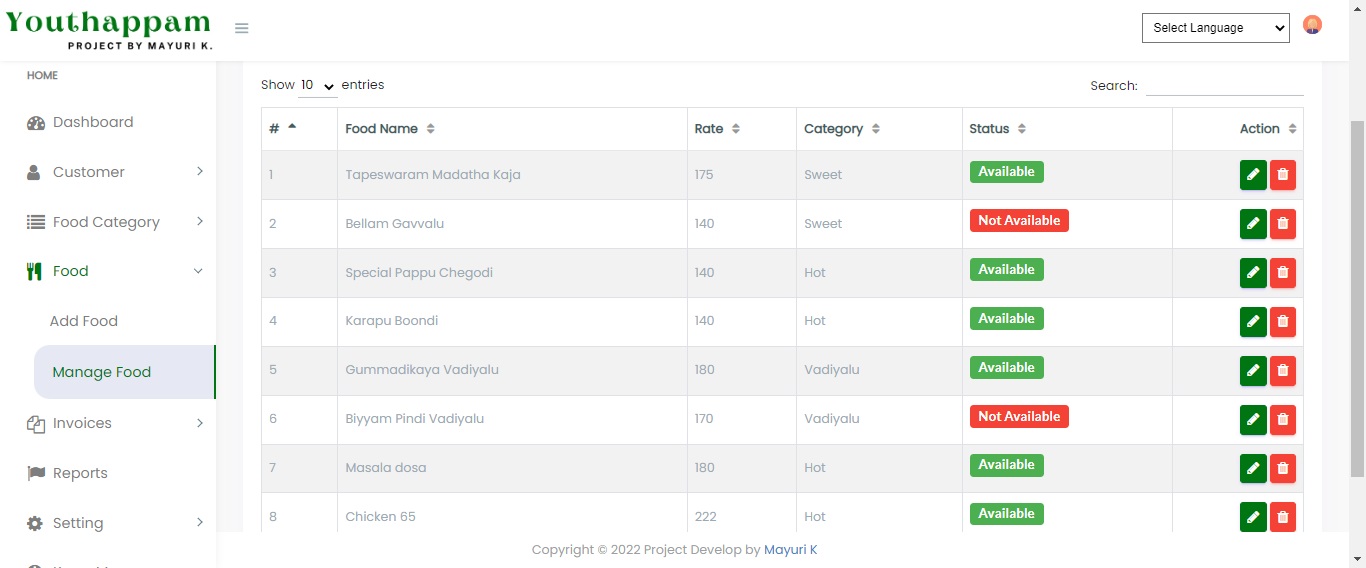 Youthappam
PROJECT BY MAYURI K.
Select Language
HOME
Dashboard
Customer
Food Category
Food
Add Food
Manage Food
Invoices
Reports
Setting
Show 10 entries
Search:
# Food Name Rate Category Status Action
1 Tapeswaram Madatha Kaja 175 Sweet Available
2 Bellam Gavvalu 140 Sweet Not Available
3 Special Pappu Chegodi 140 Hot Available
4 Karapu Boondi 140 Hot Available
5 Gummadikaya Vadiyalu 180 Vadiyalu Available
6 Biyyam Pindi Vadiyalu 170 Vadiyalu Not Available
7 Masala dosa 180 Hot Available
8 Chicken 65 222 Hot Available
Copyright © 2022 Project Develop by Mayuri K